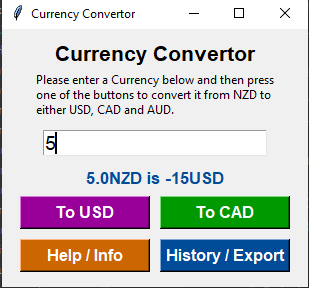 Currency Convertor
Currency Convertor
Please enter a Currency below and then press
one of the buttons to convert it from NZD to
either USD, CAD and AUD.
5
5.0NZD is -15USD
To USD
To CAD
Help / Info
History / Export